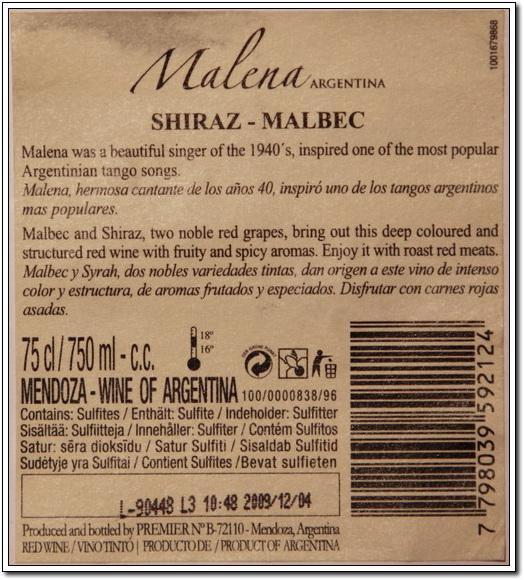 1001679868
Malena ARGENTINA
SHIRAZ - MALBEC
Malena was a beautiful singer of the 1940´s, inspired one of the most popular
Argentinian tango songs.
Malena, hermosa cantante de los años 40, inspiró uno de los tangos argentinos
mas populares.
Malbec and Shiraz, two noble red grapes, bring out this deep coloured and
structured red wine with fruity and spicy aromas. Enjoy it with roast red meats.
Malbec y Syrah, dos nobles variedades tintas, dan origen a este vino de intenso
color y estructura, de aromas frutados y especiados. Disfrutar con carnes rojas
asadas.
75 cl / 750 ml - c.c.
18º
16º
MENDOZA - WINE OF ARGENTINA 100/0000838/96
Contains: Sulfites / Enthält: Sulfite / Indeholder: Sulfitter
Sisältää: Sulfiitteja / Innehåller: Sulfiter / Contém Sulfitos
Satur: sēra dioksīdu / Satur Sulfiti / Sisaldab Sulfitid
Sudėtyje yra Sulfitai / Contient Sulfites / Bevat sulfieten
L-90448 L3 10:48 2009/12/04
Produced and bottled by PREMIER Nº B-72110 - Mendoza, Argentina
RED WINE / VINO TINTO | PRODUCTO DE / PRODUCT OF ARGENTINA
7 798039 592124